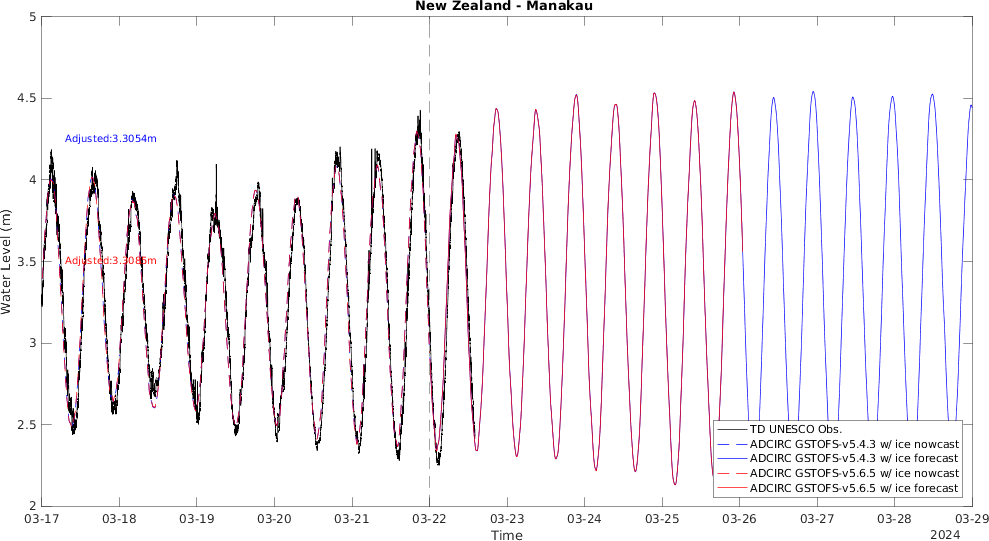 New Zealand - Manakau
5
4.5
4
3.5
3
2.5
2
Water Level (m)
Adjusted:3.3054m
Adjusted:3.3085m
TD UNESCO Obs.
ADCIRC GSTOFS-v5.4.3 w/ ice nowcast
ADCIRC GSTOFS-v5.4.3 w/ ice forecast
ADCIRC GSTOFS-v5.6.5 w/ ice nowcast
ADCIRC GSTOFS-v5.6.5 w/ ice forecast
03-17 03-18 03-19 03-20 03-21 03-22 03-23 03-24 03-25 03-26 03-27 03-28 03-29
Time
2024